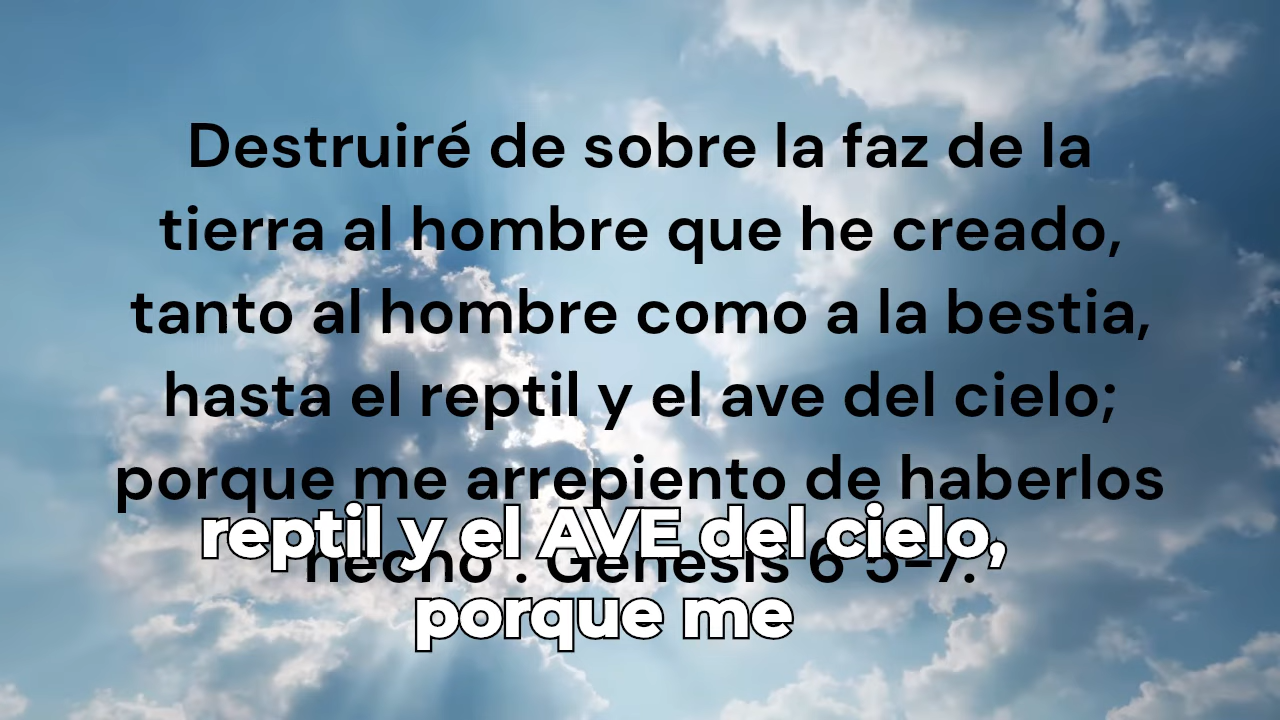 Destruiré de sobre la faz de la
tierra al hombre que he creado,
tanto al hombre como a la bestia,
hasta el reptil y el ave del cielo;
porque me arrepiento de haberlos
hecho . Génesis 6 5-7.
reptil y el AVE del cielo,
porque me